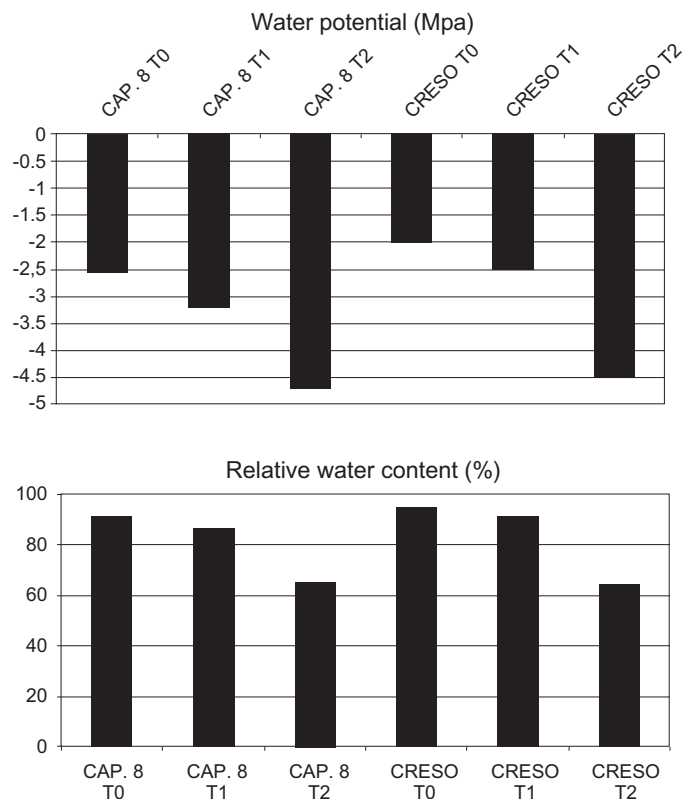 Water potential (Mpa)
CAP. 8 T0
CAP. 8 T1
CAP. 8 T2
CRESO T0
CRESO T1
CRESO T2
0
-0.5
-1
-1.5
-2
-2,5
-3
-3.5
-4
-4.5
-5
Relative water content (%)
100
80
60
40
20
0
CAP. 8
T0
CAP. 8
T1
CAP. 8
T2
CRESO
T0
CRESO
T1
CRESO
T2